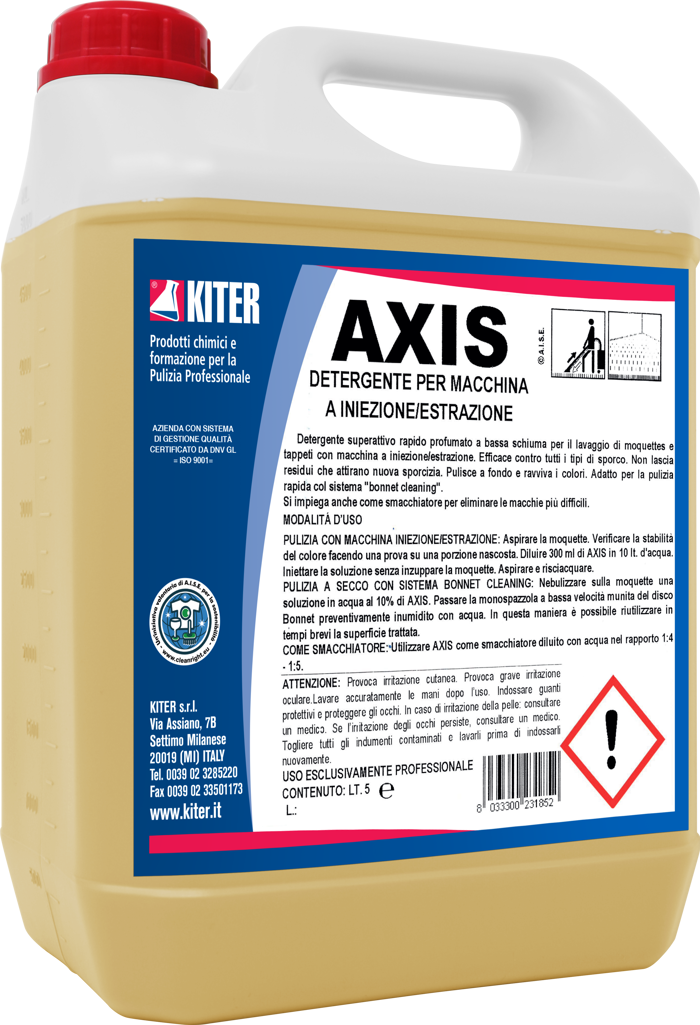 ® KITER
Prodotti chimici e
formazione per la
Pulizia Professionale
AZIENDA CON SISTEMA
DI GESTIONE QUALITÀ
CERTIFICATO DA DNV GL
= ISO 9001=
AXIS
DETERGENTE PER MACCHINA
A INIEZIONE/ESTRAZIONE
© A.I.S.E.
Detergente superattivo rapido profumato a bassa schiuma per il lavaggio di moquettes e
tappeti con macchina a iniezione/estrazione. Efficace contro tutti i tipi di sporco. Non lascia
residui che attirano nuova sporcizia. Pulisce a fondo e ravviva i colori. Adatto per la pulizia
rapida col sistema "bonnet cleaning".
Si impiega anche come smacchiatore per eliminare le macchie più difficili.
MODALITÁ D'USO
PULIZIA CON MACCHINA INIEZIONE/ESTRAZIONE: Aspirare la moquette. Verificare la stabilità
del colore facendo una prova su una porzione nascosta. Diluire 300 ml di AXIS in 10 lt. d'acqua.
Iniettare la soluzione senza inzuppare la moquette. Aspirare e risciacquare.
PULIZIA A SECCO CON SISTEMA BONNET CLEANING: Nebulizzare sulla moquette una
soluzione in acqua al 10% di AXIS. Passare la monospazzola a bassa velocità munita del disco
Bonnet preventivamente inumidito con acqua. In questa maniera è possibile riutilizzare in
tempi brevi la superficie trattata.
COME SMACCHIATORE: Utilizzare AXIS come smacchiatore diluito con acqua nel rapporto 1:4
- 1:5.
ATTENZIONE: Provoca irritazione cutanea. Provoca grave irritazione
oculare.Lavare accuratamente le mani dopo l'uso. Indossare guanti
protettivi e proteggere gli occhi. In caso di irritazione della pelle: consultare
un medico. Se l'irritazione degli occhi persiste, consultare un medico.
Togliere tutti gli indumenti contaminati e lavarli prima di indossarli
nuovamente.
USO ESCLUSIVAMENTE PROFESSIONALE
CONTENUTO: LT. 5 ℮
L.:
8 033300 231852
Un'iniziativa volontaria di A.I.S.E. per la sostenibilità
www.cleanright.eu
KITER s.r.l.
Via Assiano, 7B
Settimo Milanese
20019 (MI) ITALY
Tel. 0039 02 3285220
Fax 0039 02 33501173
www.kiter.it